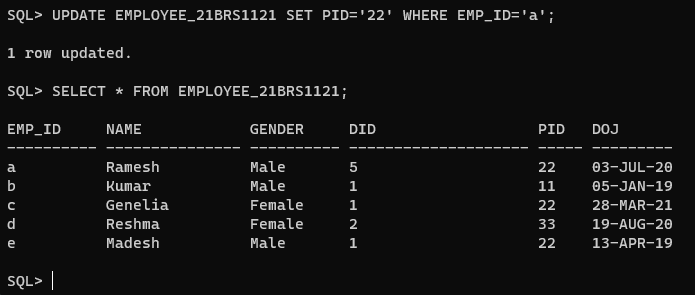 SQL> UPDATE EMPLOYEE_21BRS1121 SET PID='22' WHERE EMP_ID='a';
1 row updated.
SQL> SELECT * FROM EMPLOYEE_21BRS1121;
EMP_ID     NAME            GENDER     DID                  PID   DOJ
---------- --------------- ---------- -------------------- ----- ---------
a          Ramesh          Male       5                    22    03-JUL-20
b          Kumar           Male       1                    11    05-JAN-19
c          Genelia         Female     1                    22    28-MAR-21
d          Reshma          Female     2                    33    19-AUG-20
e          Madesh          Male       1                    22    13-APR-19
SQL>